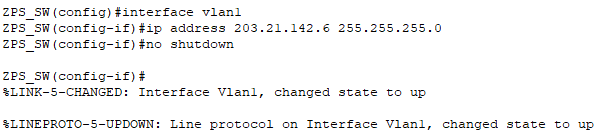 ZPS_SW(config)#interface vlan1
ZPS_SW(config-if)#ip address 203.21.142.6 255.255.255.0
ZPS_SW(config-if)#no shutdown
ZPS_SW(config-if)#
%LINK-5-CHANGED: Interface Vlan1, changed state to up
%LINEPROTO-5-UPDOWN: Line protocol on Interface Vlan1, changed state to up